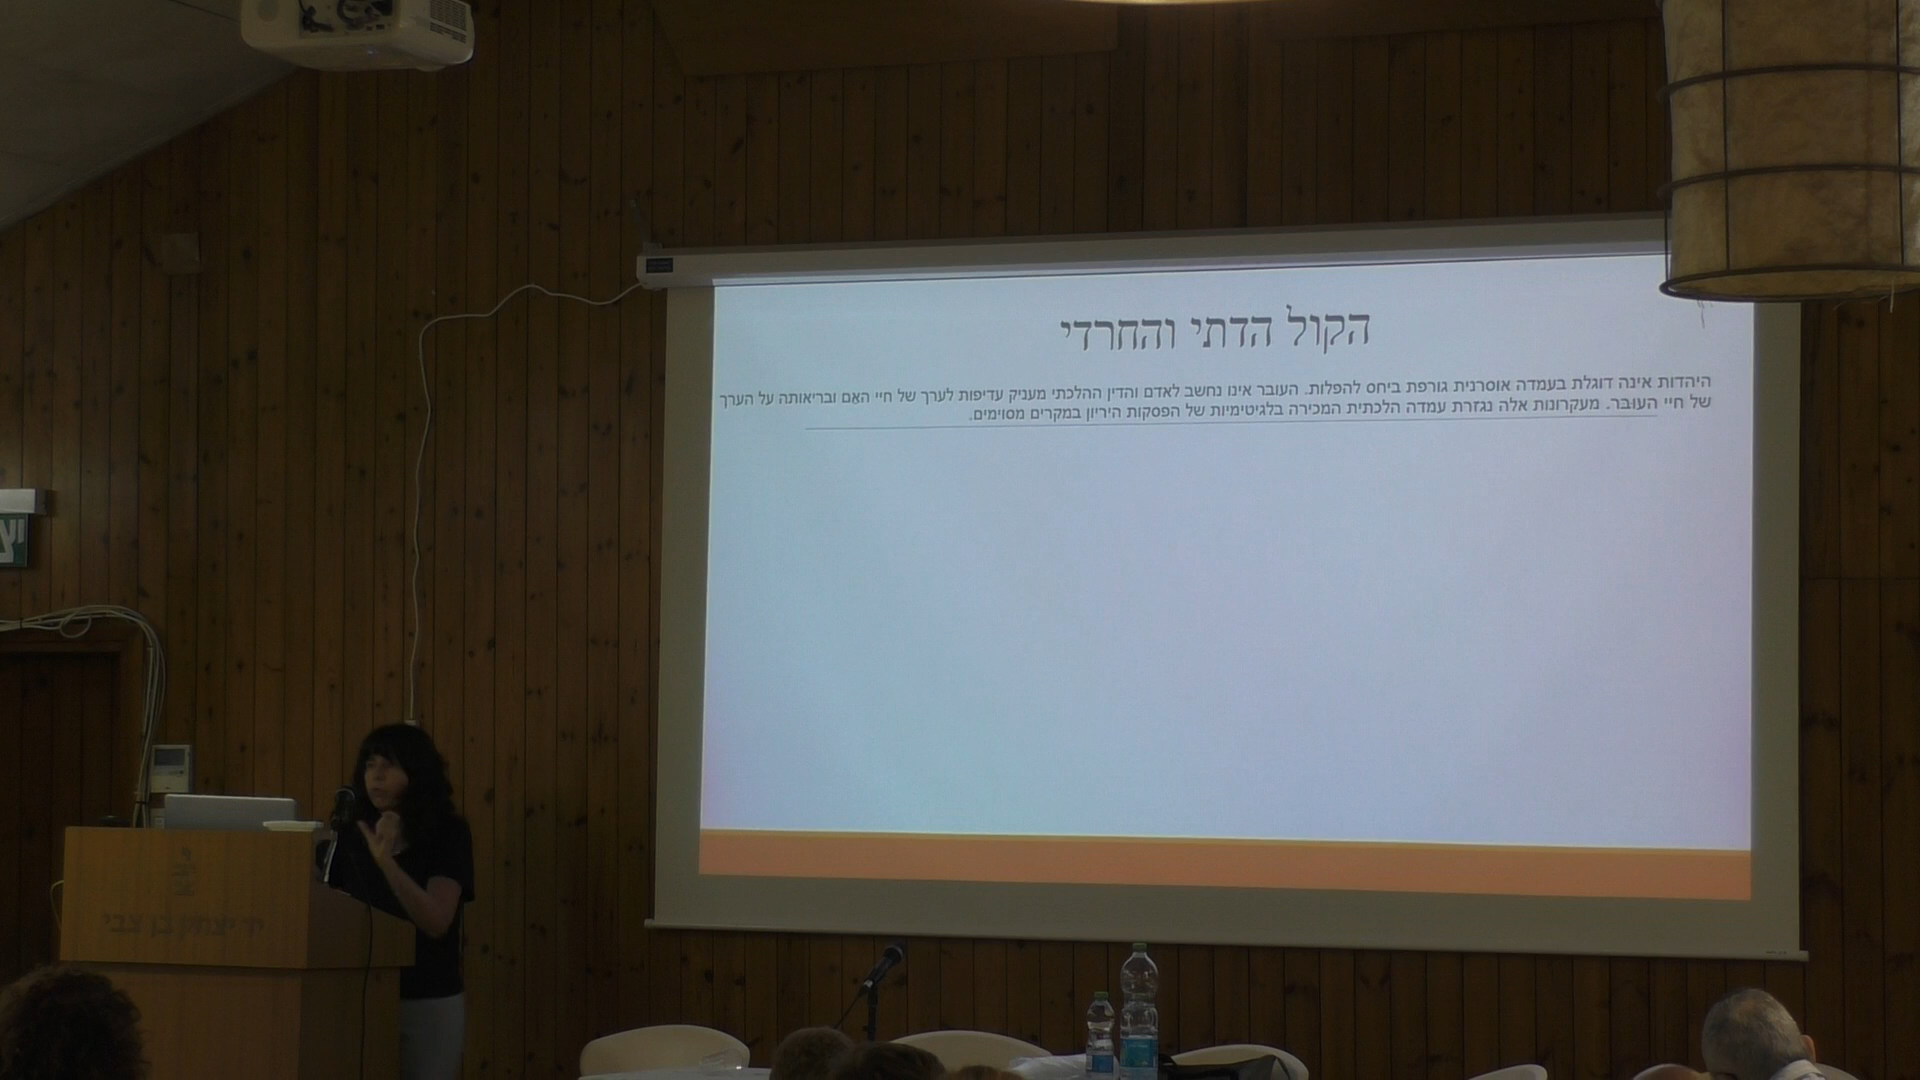 הקול הדתי והחרדי
היהדות אינה דוגלת בעמדה אוסרנית גורפת ביחס להפלות. העובר אינו נחשב לאדם והדין ההלכתי מעניק עדיפות לערך של חיי האֵם ובריאותה על הערך
של חיי העוּבּר. מעקרונות אלה נגזרת עמדה הלכתית המכירה בלגיטימיות של הפסקות היריון במקרים מסוימים.
יד יצחק בן צבי